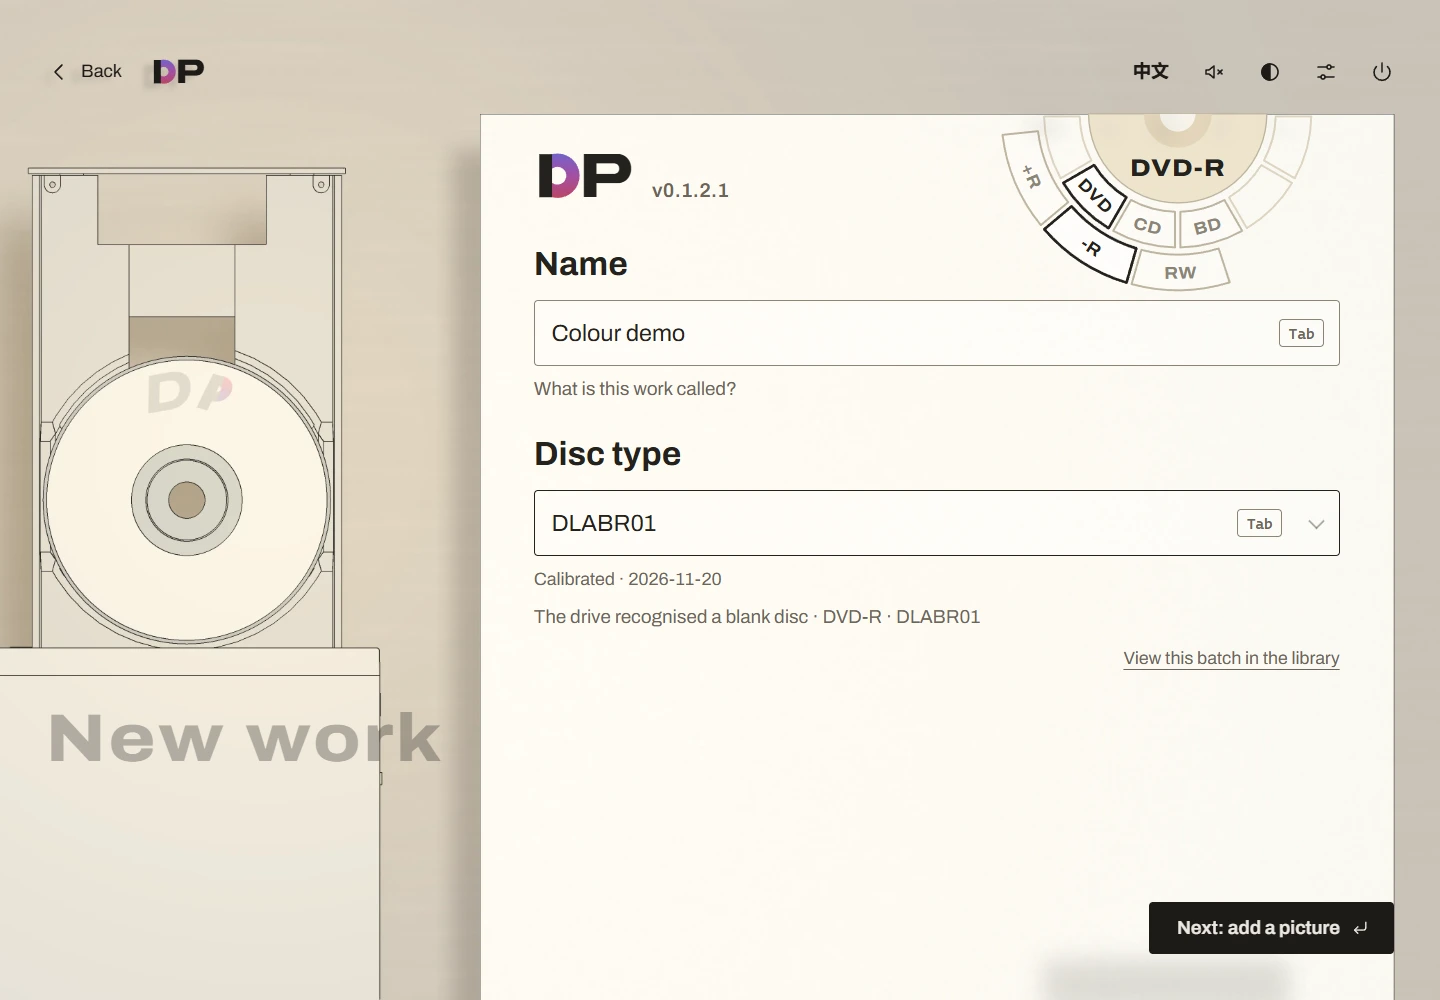 Back
DP
中文
DP
v0.1.2.1
DVD-R
+R
DVD
CD
BD
-R
RW
Name
Colour demo
Tab
What is this work called?
Disc type
DLABR01
Tab
Calibrated · 2026-11-20
The drive recognised a blank disc · DVD-R · DLABR01
View this batch in the library
DP
New work
Next: add a picture